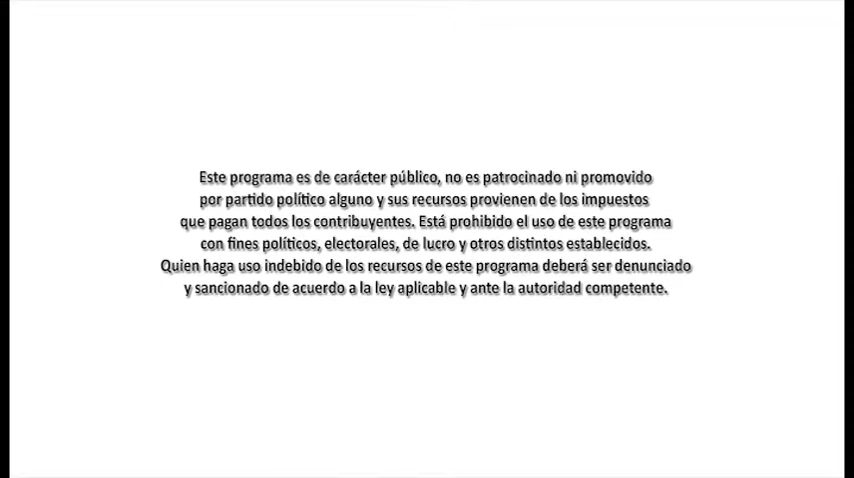 Este programa es de carácter público, no es patrocinado ni promovido
por partido político alguno y sus recursos provienen de los impuestos
que pagan todos los contribuyentes. Está prohibido el uso de este programa
con fines políticos, electorales, de lucro y otros distintos establecidos.
Quien haga uso indebido de los recursos de este programa deberá ser denunciado
y sancionado de acuerdo a la ley aplicable y ante la autoridad competente.